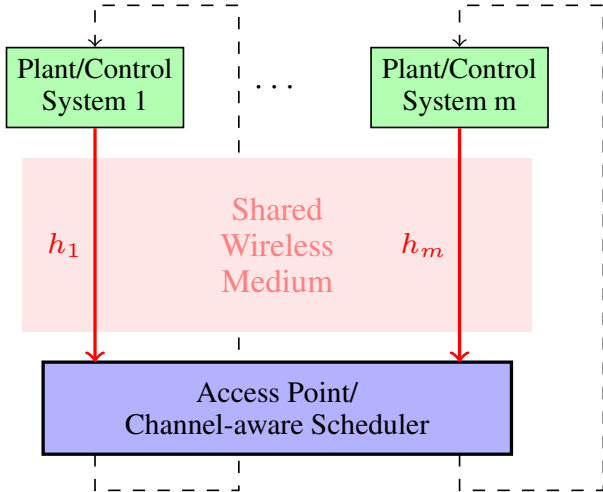 Plant/Control
System 1
. . .
Plant/Control
System m
Shared
Wireless
Medium
h₁
hₘ
Access Point/
Channel-aware Scheduler